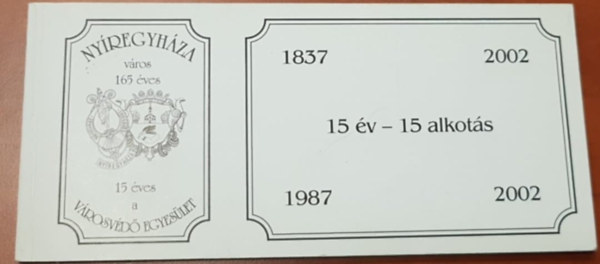 NYÍREGYHÁZA
város
165 éves
15 éves
a
VÁROSVÉDŐ EGYESÜLET
1837 2002
15 év – 15 alkotás
1987 2002